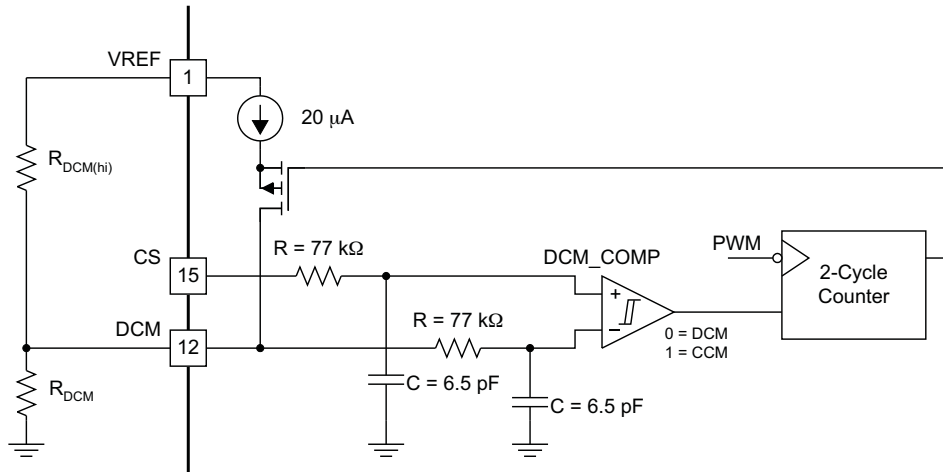 VREF
1
20 μA
R_DCM(hi)
CS
15
R = 77 kΩ
DCM_COMP
PWM
2-Cycle
Counter
DCM
12
R = 77 kΩ
+
−
0 = DCM
1 = CCM
R_DCM
C = 6.5 pF
C = 6.5 pF